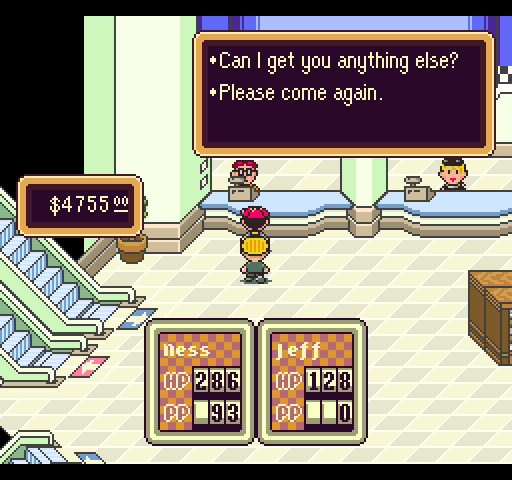 •Can I get you anything else?
•Please come again.
$4755.00
Ness
HP 286
PP 93
Jeff
HP 128
PP 0